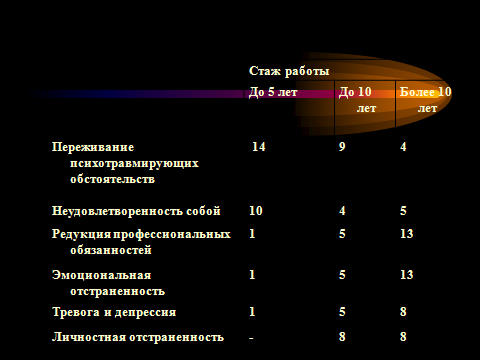 Стаж работы
До 5 лет До 10 лет Более 10 лет
Переживание психотравмирующих обстоятельств 14 9 4
Неудовлетворенность собой 10 4 5
Редукция профессиональных обязанностей 1 5 13
Эмоциональная отстраненность 1 5 13
Тревога и депрессия 1 5 8
Личностная отстраненность - 8 8